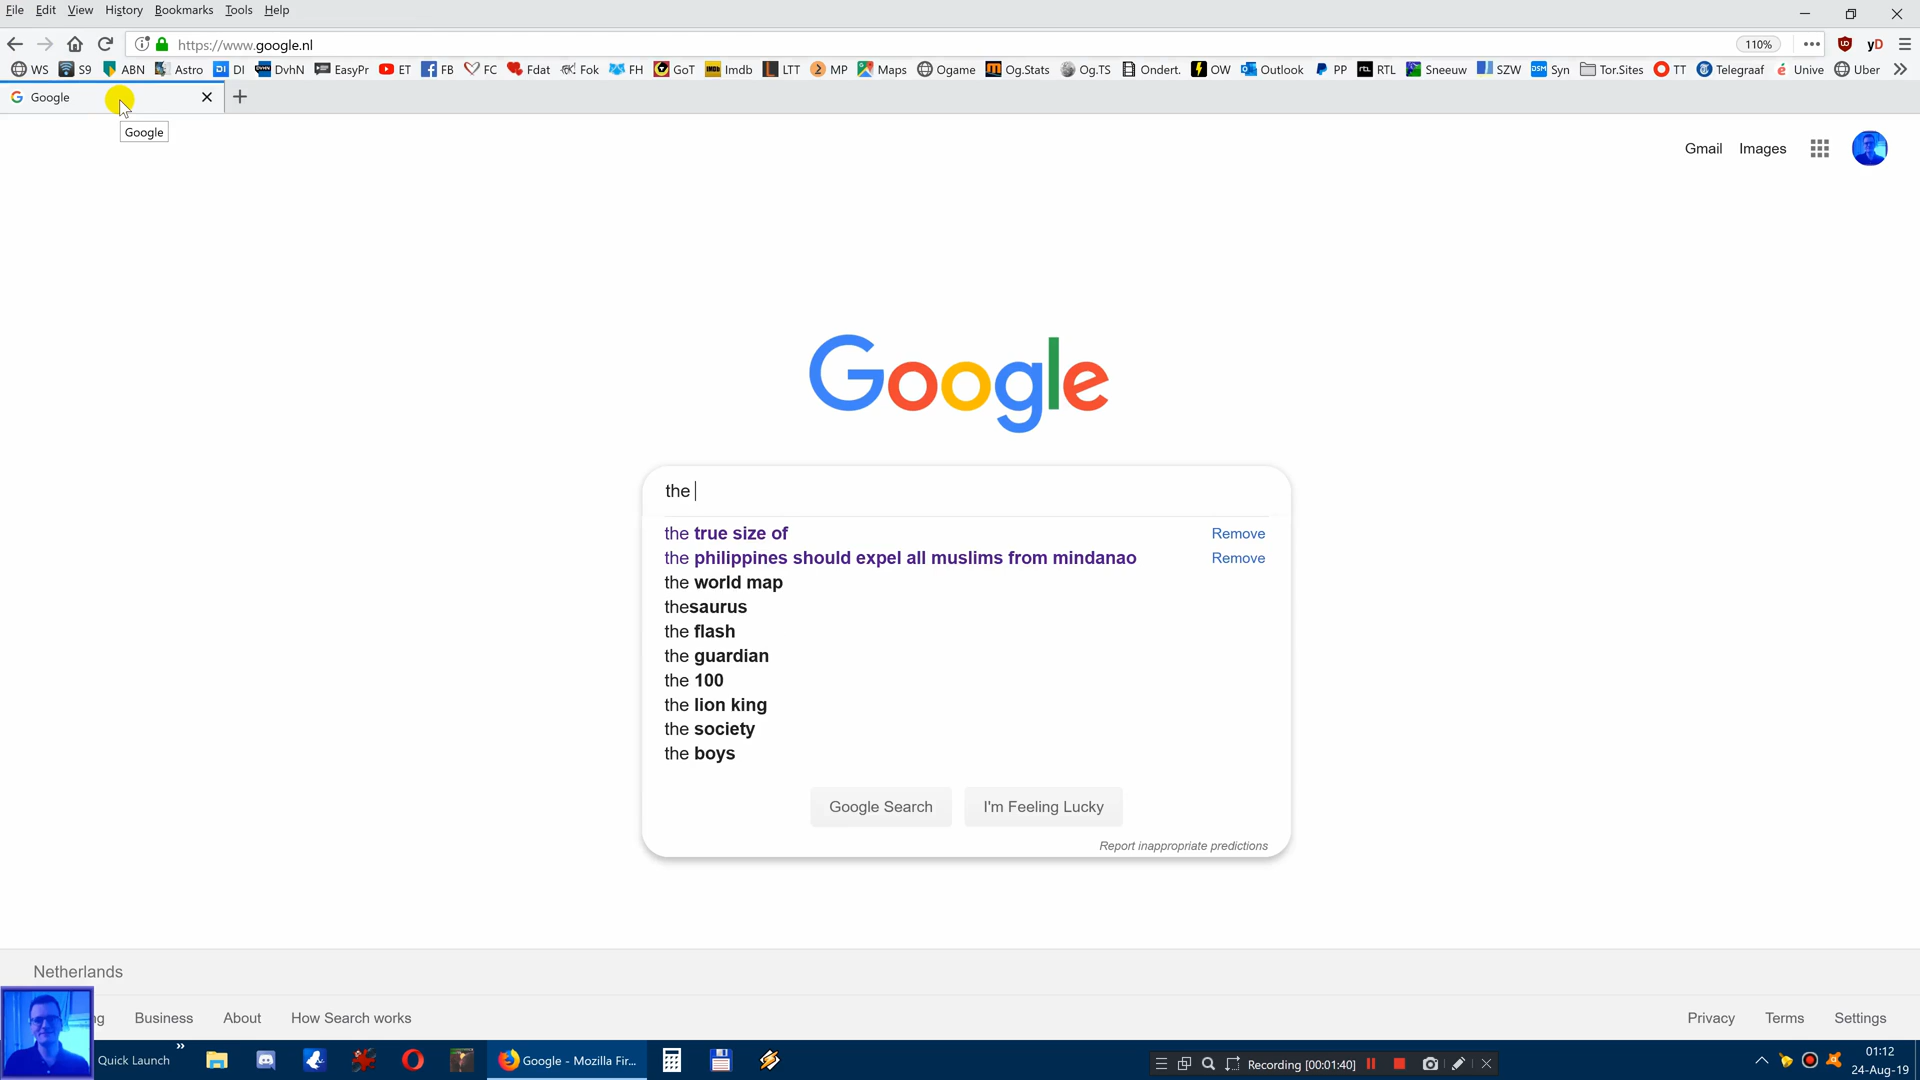 File Edit View History Bookmarks Tools Help
https://www.google.nl 110% yD
WS S9 ABN Astro DI DvhN EasyPr ET FB FC Fdat Fok FH GoT Imdb LTT MP Maps Ogame Og.Stats Og.TS Ondert. OW Outlook PP RTL Sneeuw SZW Syn Tor.Sites TT Telegraaf Unive Uber
Google
Google
Gmail Images
Google
the
the true size of Remove
the philippines should expel all muslims from mindanao Remove
the world map
thesaurus
the flash
the guardian
the 100
the lion king
the society
the boys
Google Search I'm Feeling Lucky
Report inappropriate predictions
Netherlands
ng Business About How Search works Privacy Terms Settings
Quick Launch Google - Mozilla Fir... Recording [00:01:40] 01:12
24-Aug-19